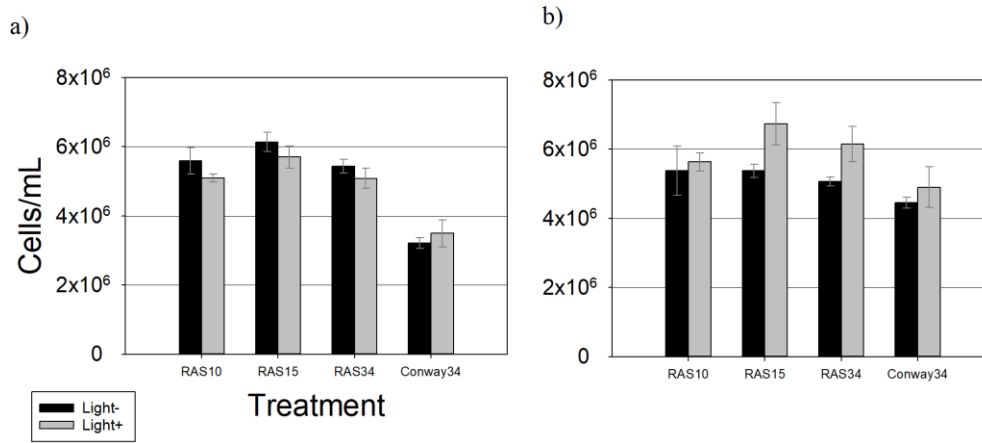 a)
8x10⁶
6x10⁶
4x10⁶
2x10⁶
0
Cells/mL
RAS10 RAS15 RAS34 Conway34
Treatment
Light-
Light+
b)
8x10⁶
6x10⁶
4x10⁶
2x10⁶
0
RAS10 RAS15 RAS34 Conway34